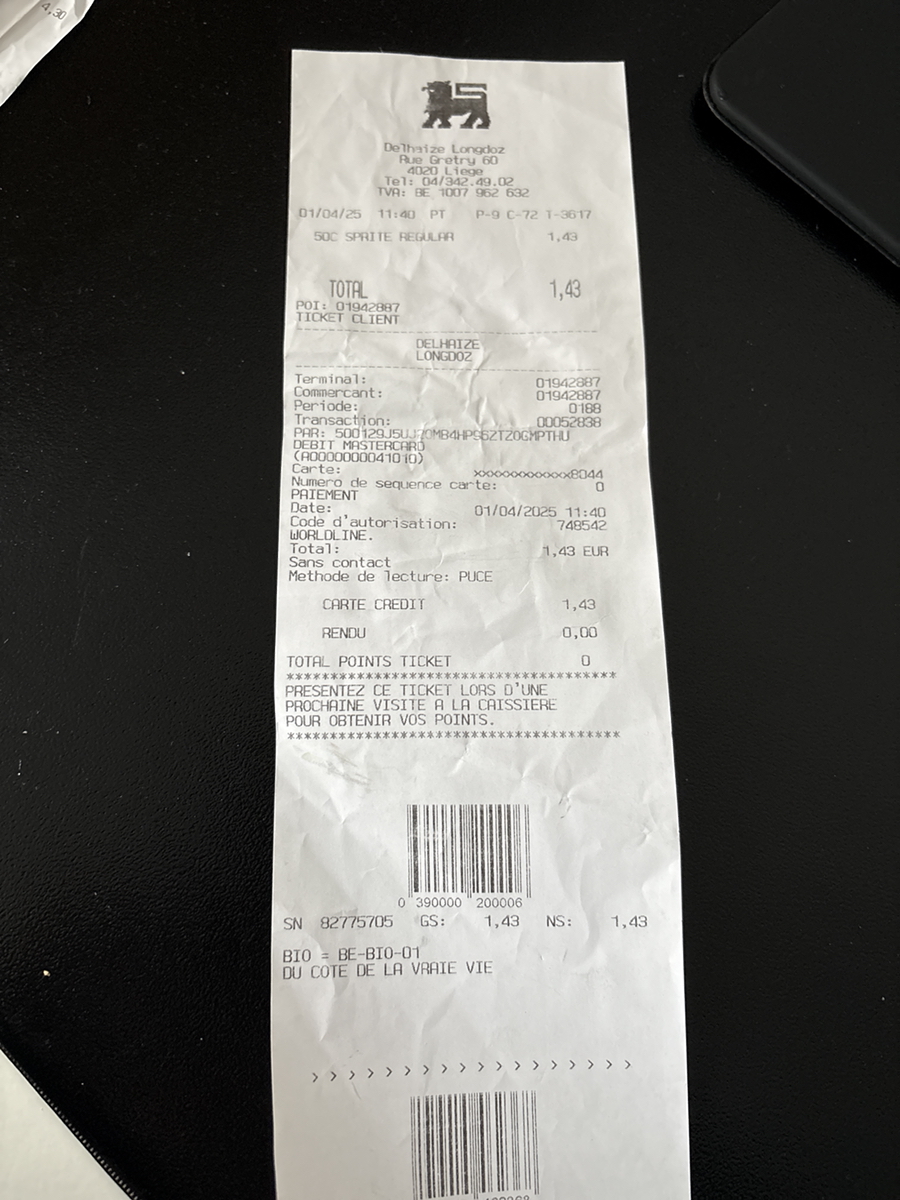 4,30
Delhaize Longdoz
Rue Gretry 60
4020 Liege
Tel: 04/342.49.02
TVA: BE 1007 962 632
01/04/25 11:40 PT P-9 C-72 T-3617
50C SPRITE REGULAR 1,43
TOTAL 1,43
POI: 01942887
TICKET CLIENT
DELHAIZE
LONGDOZ
Terminal: 01942887
Commercant: 01942887
Periode: 0188
Transaction: 00052838
PAR:
DEBIT MASTERCARD
(A0000000041010)
Carte: xxxxxxxxxxxx8044
Numero de sequence carte: 0
PAIEMENT
Date: 01/04/2025 11:40
Code d'autorisation: 748542
WORLDLINE.
Total: 1,43 EUR
Sans contact
Methode de lecture: PUCE
CARTE CREDIT 1,43
RENDU 0,00
TOTAL POINTS TICKET 0
************************************
PRESENTEZ CE TICKET LORS D'UNE
PROCHAINE VISITE A LA CAISSIERE
POUR OBTENIR VOS POINTS.
************************************
0 390000 200006
SN 82775705 GS: 1,43 NS: 1,43
BIO = BE-BIO-01
DU COTE DE LA VRAIE VIE
> > > > > > > > > > > > > > > > > >